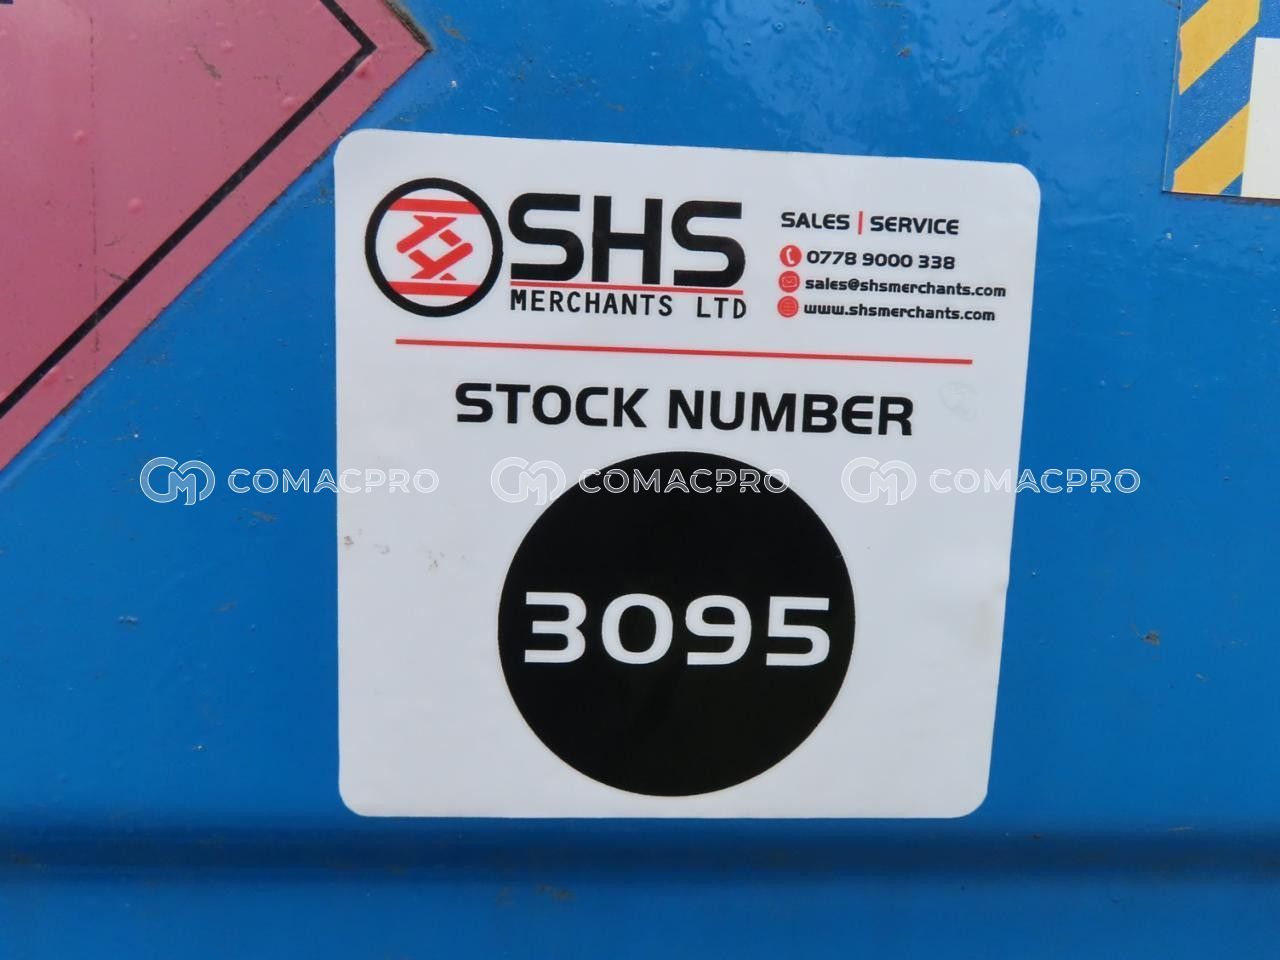 SHS
MERCHANTS LTD
SALES | SERVICE
0778 9000 338
sales@shsmerchants.com
www.shsmerchants.com
STOCK NUMBER
COMACPRO COMACPRO COMACPRO
3095